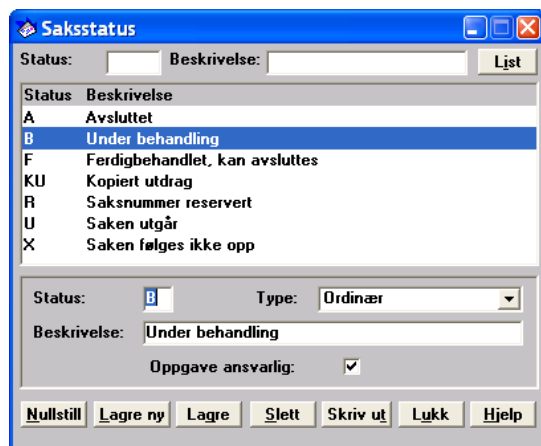 Saksstatus
Status: Beskrivelse: List
Status Beskrivelse
A Avsluttet
B Under behandling
F Ferdigbehandlet, kan avsluttes
KU Kopiert utdrag
R Saksnummer reservert
U Saken utgår
X Saken følges ikke opp
Status: B Type: Ordinær
Beskrivelse: Under behandling
Oppgave ansvarlig:
Nullstill Lagre ny Lagre Slett Skriv ut Lukk Hjelp